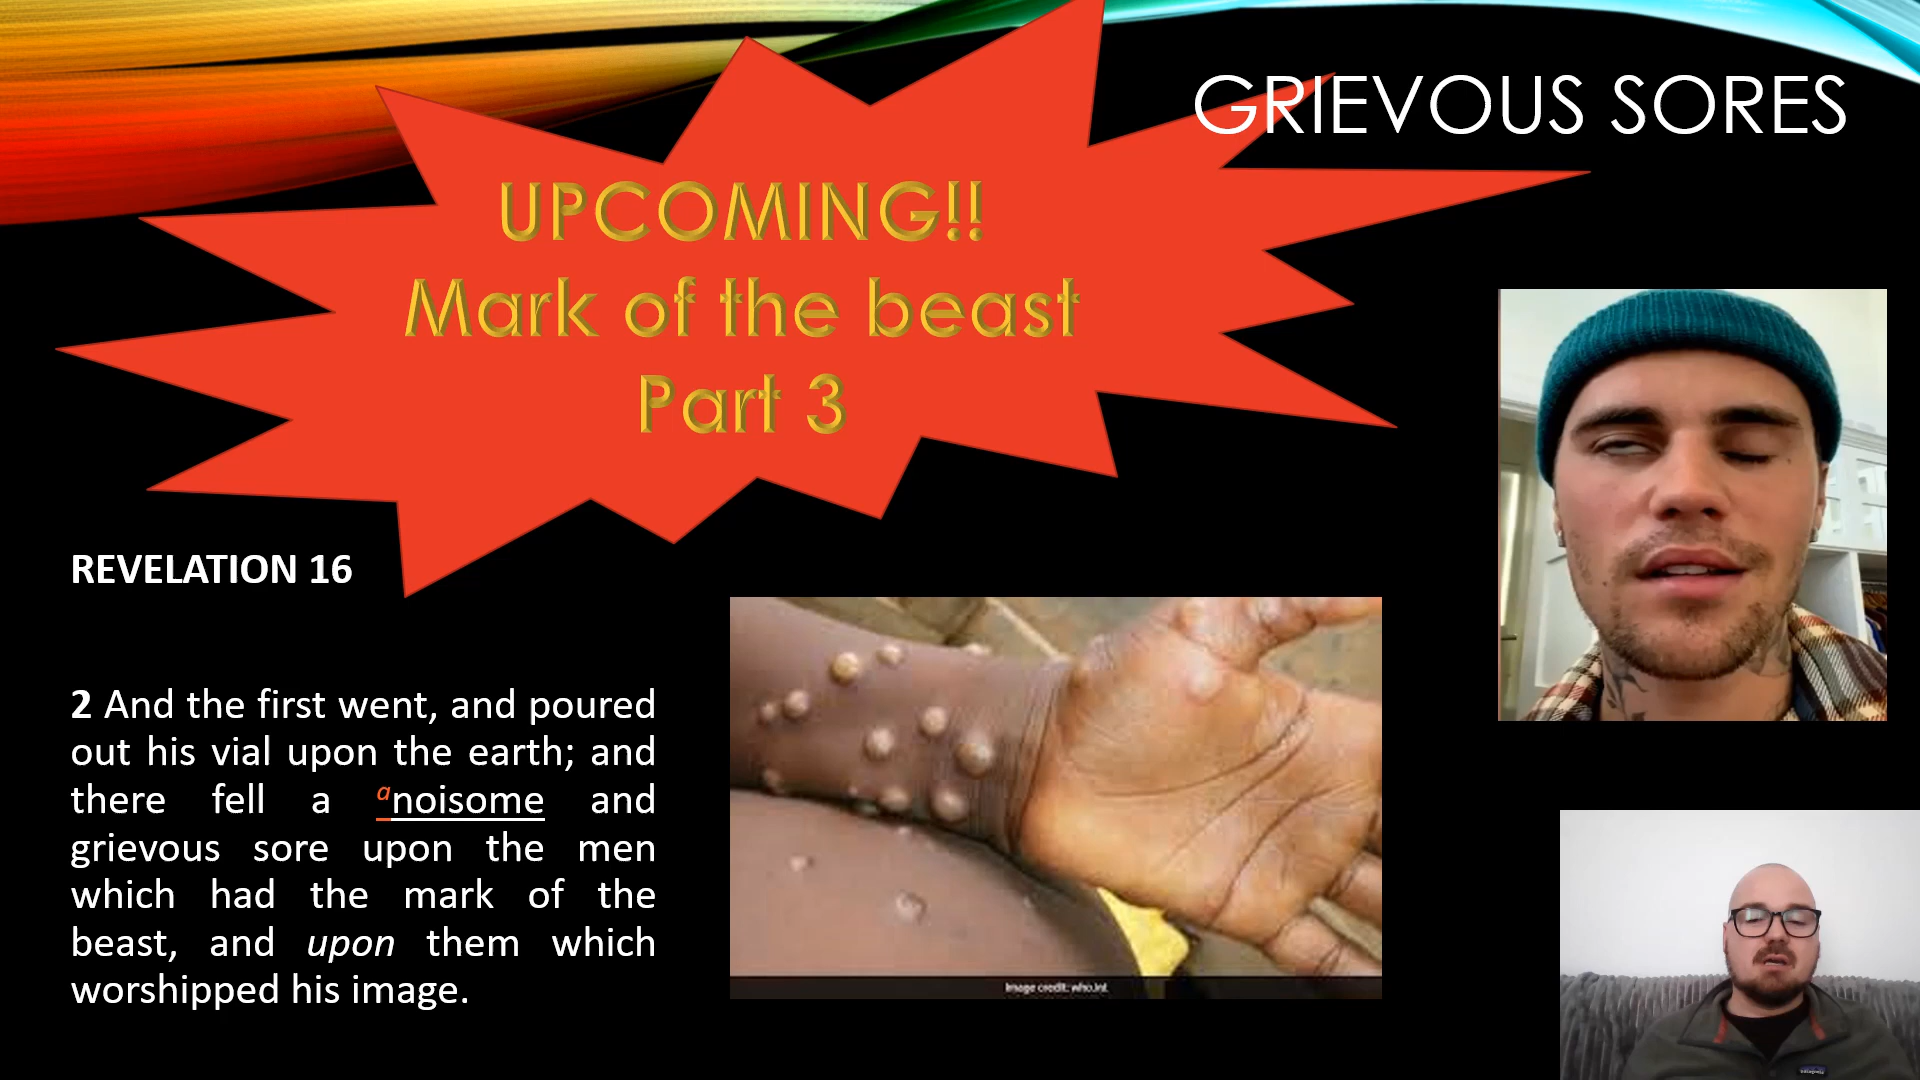 GRIEVOUS SORES
UPCOMING!!
Mark of the beast
Part 3
REVELATION 16
2 And the first went, and poured
out his vial upon the earth; and
there fell a ᵃnoisome and
grievous sore upon the men
which had the mark of the
beast, and upon them which
worshipped his image.
Image credit: who.int